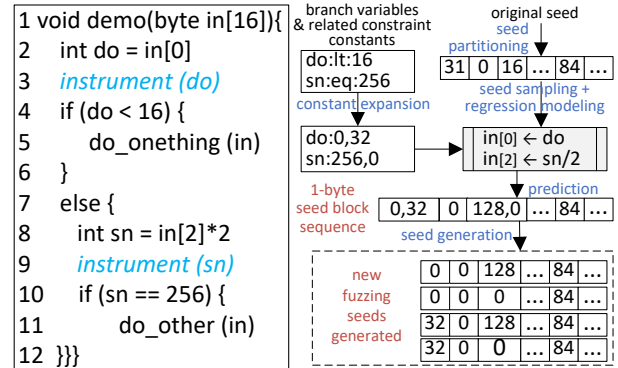 1 void demo(byte in[16]){
2 int do = in[0]
3 instrument (do)
4 if (do < 16) {
5 do_onething (in)
6 }
7 else {
8 int sn = in[2]*2
9 instrument (sn)
10 if (sn == 256) {
11 do_other (in)
12 }}}
branch variables
& related constraint
constants
do:lt:16
sn:eq:256
constant expansion
do:0,32
sn:256,0
original seed
seed
partitioning
31 0 16 ... 84 ...
seed sampling +
regression modeling
in[0] ← do
in[2] ← sn/2
prediction
1-byte
seed block
sequence
0,32 0 128,0 ... 84 ...
seed generation
new
fuzzing
seeds
generated
0 0 128 ... 84 ...
0 0 0 ... 84 ...
32 0 128 ... 84 ...
32 0 0 ... 84 ...